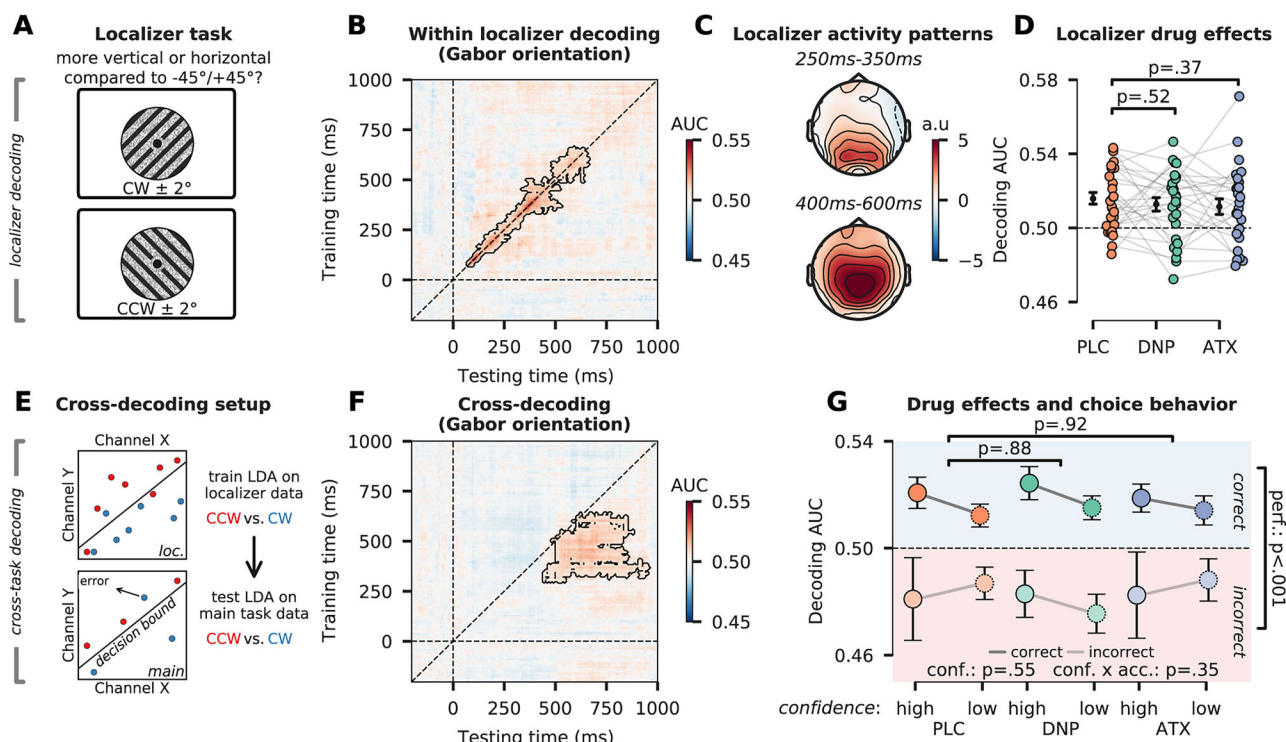 A
Localizer task
more vertical or horizontal
compared to -45°/+45°?
localizer decoding
CW ± 2°
CCW ± 2°
B
Within localizer decoding
(Gabor orientation)
1000
750
500
250
0
Training time (ms)
0 250 500 750 1000
Testing time (ms)
AUC
0.55
0.50
0.45
C
Localizer activity patterns
250ms-350ms
400ms-600ms
a.u
5
0
−5
D
Localizer drug effects
p=.37
p=.52
0.58
0.54
0.50
0.46
Decoding AUC
PLC DNP ATX
E
Cross-decoding setup
cross-task decoding
Channel X
Channel Y
loc.
train LDA on
localizer data
CCW vs. CW
test LDA on
main task data
CCW vs. CW
error
decision bound
main
Channel Y
Channel X
F
Cross-decoding
(Gabor orientation)
1000
750
500
250
0
Training time (ms)
0 250 500 750 1000
Testing time (ms)
AUC
0.55
0.50
0.45
G
Drug effects and choice behavior
p=.92
p=.88
0.54
0.50
0.46
Decoding AUC
correct
incorrect
perf.: p<.001
correct incorrect
conf.: p=.55 conf. x acc.: p=.35
confidence: high low high low high low
PLC DNP ATX